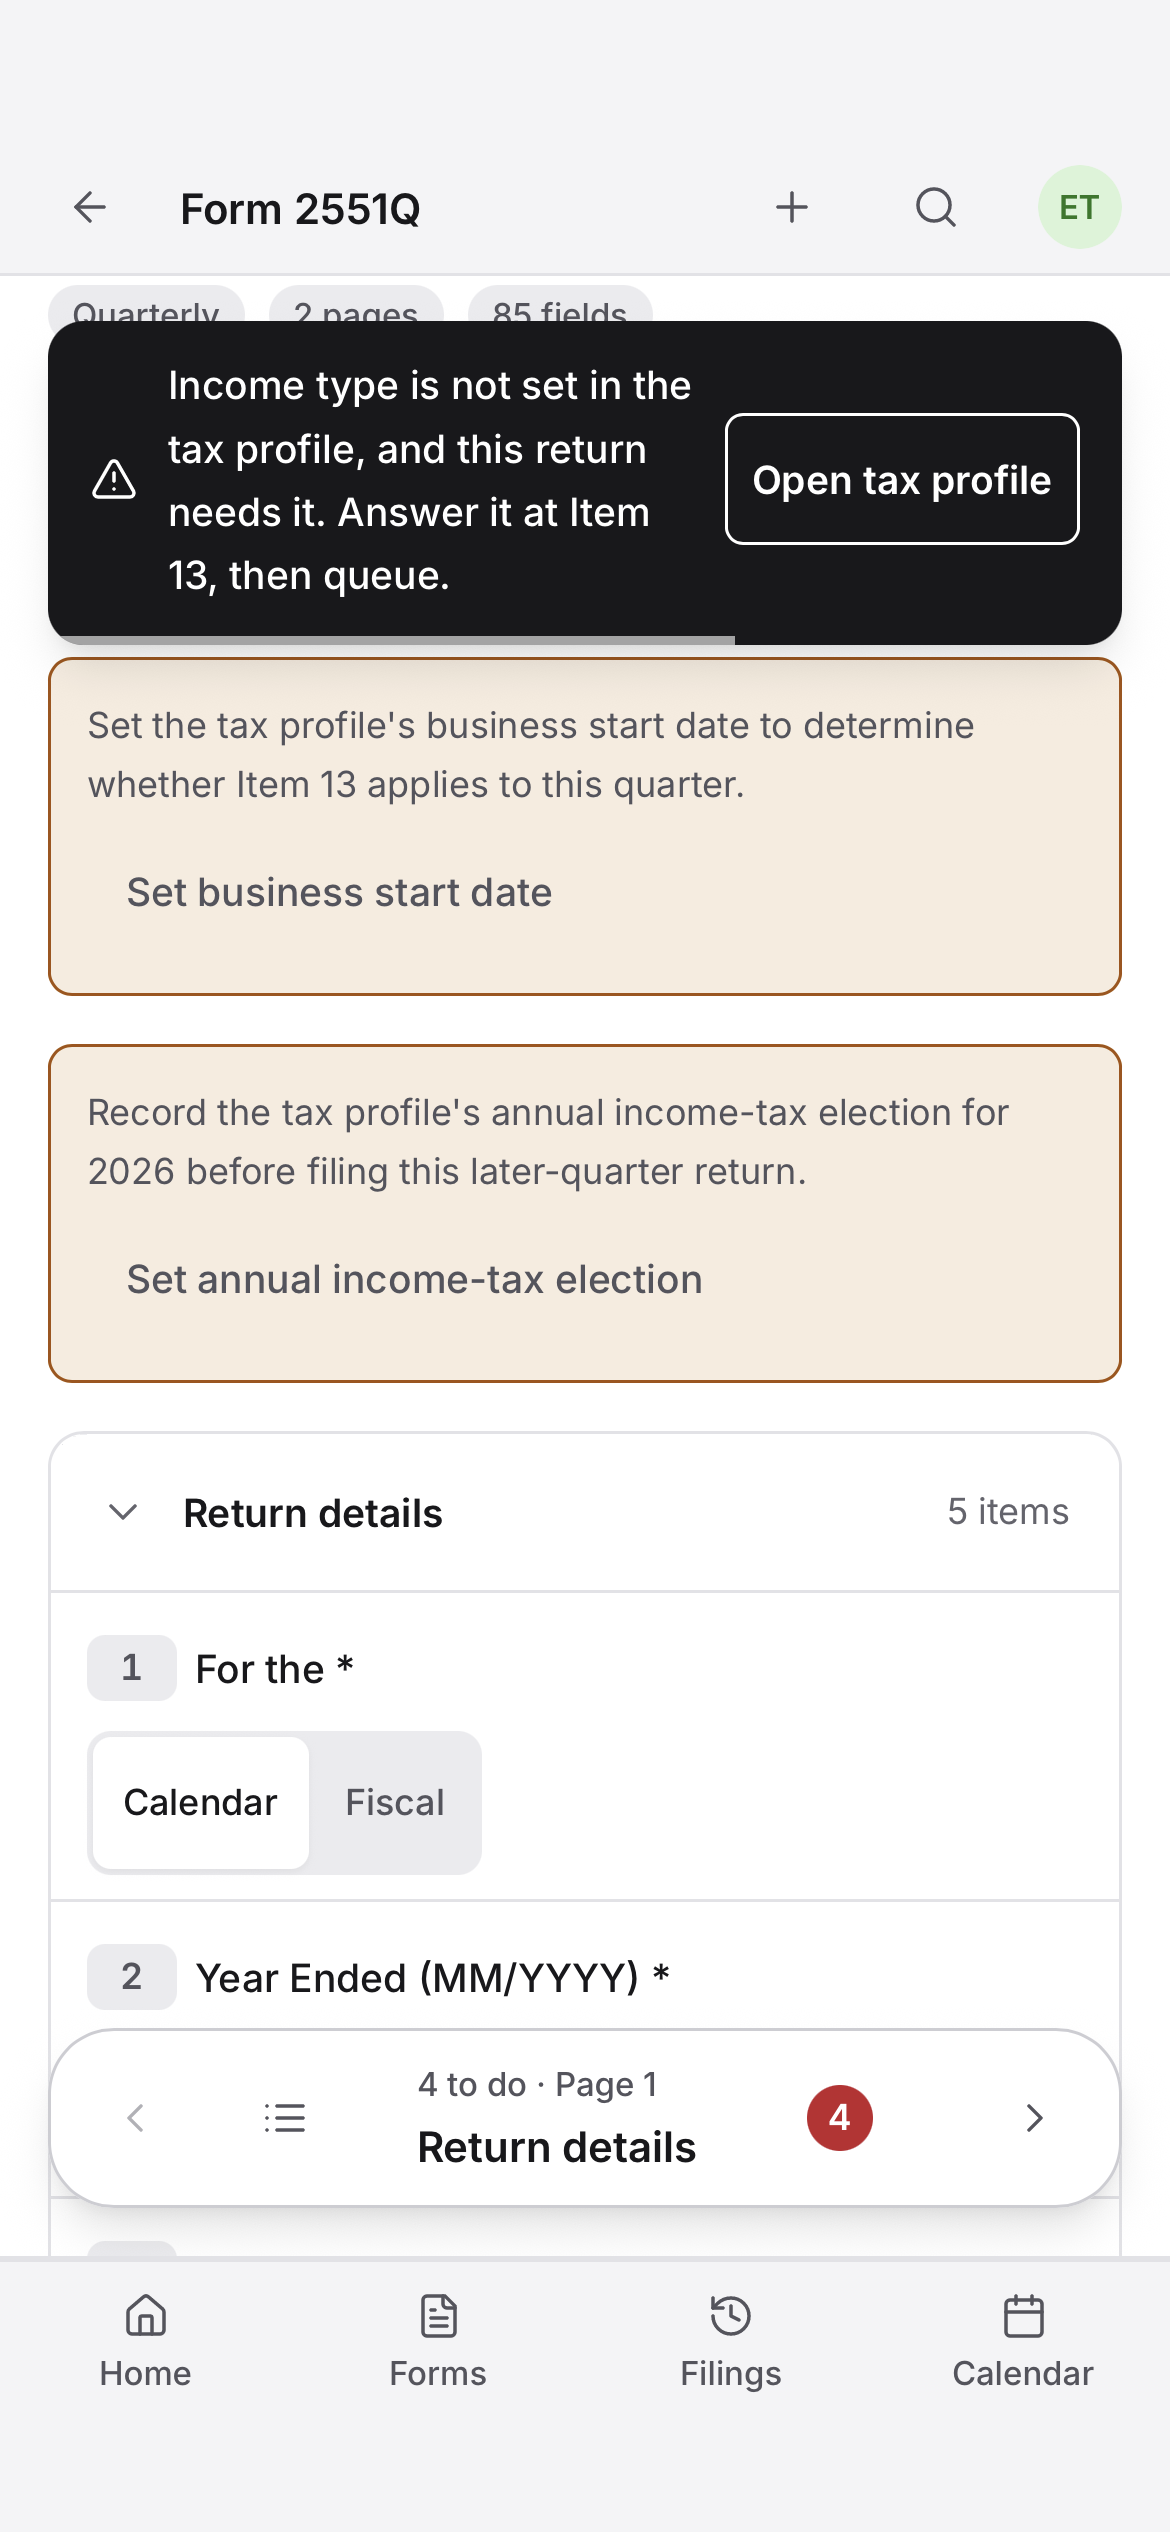 Form 2551Q
ET
Quarterly
2 pages
85 fields
Income type is not set in the
tax profile, and this return
needs it. Answer it at Item
13, then queue.
Open tax profile
Set the tax profile's business start date to determine
whether Item 13 applies to this quarter.
Set business start date
Record the tax profile's annual income-tax election for
2026 before filing this later-quarter return.
Set annual income-tax election
Return details
5 items
1 For the *
Calendar
Fiscal
2 Year Ended (MM/YYYY) *
4 to do · Page 1
Return details
4
Home
Forms
Filings
Calendar